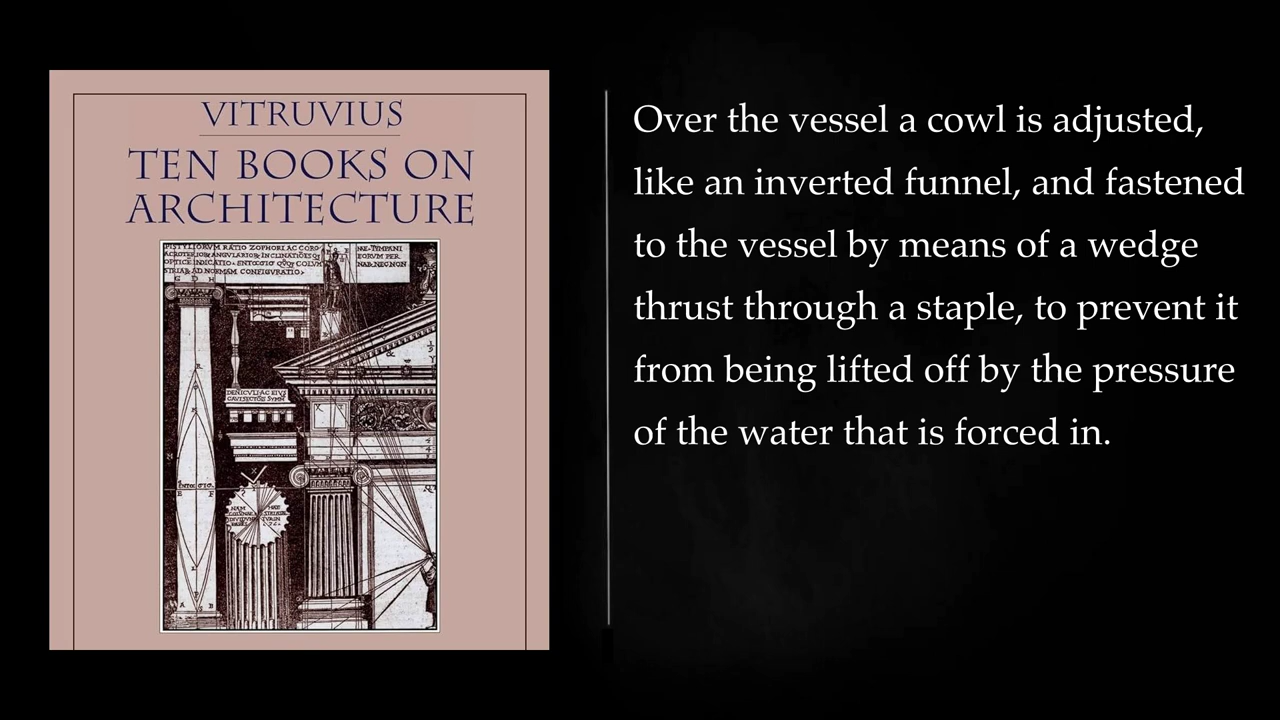 VITRUVIUS
TEN BOOKS ON
ARCHITECTURE
Over the vessel a cowl is adjusted,
like an inverted funnel, and fastened
to the vessel by means of a wedge
thrust through a staple, to prevent it
from being lifted off by the pressure
of the water that is forced in.